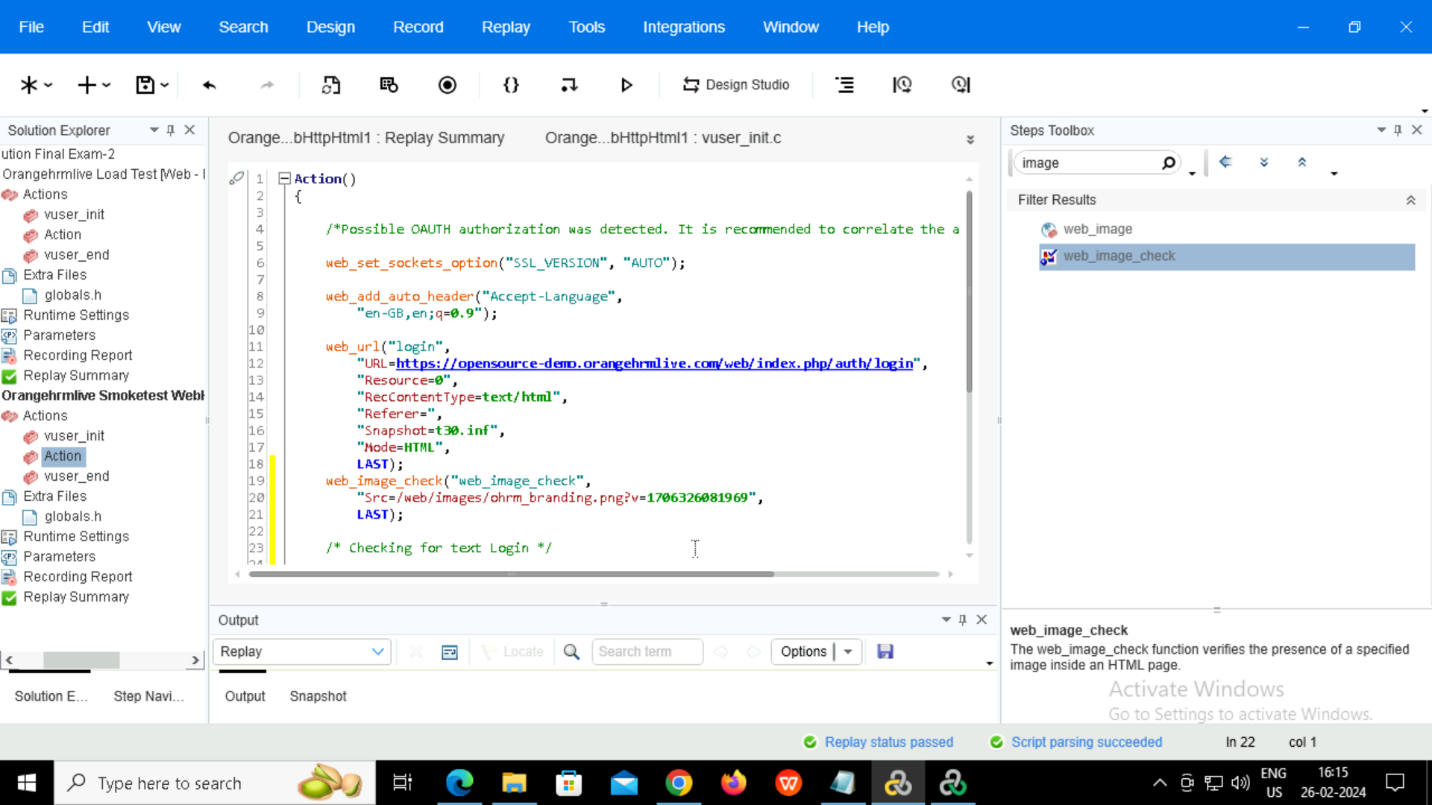 File Edit View Search Design Record Replay Tools Integrations Window Help
Design Studio
Solution Explorer
ution Final Exam-2
Orangehrmlive Load Test [Web - I
Actions
vuser_init
Action
vuser_end
Extra Files
globals.h
Runtime Settings
Parameters
Recording Report
Replay Summary
Orangehrmlive Smoketest WebH
Actions
vuser_init
Action
vuser_end
Extra Files
globals.h
Runtime Settings
Parameters
Recording Report
Replay Summary
Solution E... Step Navi...
Orange...bHttpHtml1 : Replay Summary Orange...bHttpHtml1 : vuser_init.c
1 Action()
2 {
3
4 /*Possible OAUTH authorization was detected. It is recommended to correlate the a
5
6 web_set_sockets_option("SSL_VERSION", "AUTO");
7
8 web_add_auto_header("Accept-Language",
9 "en-GB,en;q=0.9");
10
11 web_url("login",
12 "URL=https://opensource-demo.orangehrmlive.com/web/index.php/auth/login",
13 "Resource=0",
14 "RecContentType=text/html",
15 "Referer=",
16 "Snapshot=t30.inf",
17 "Mode=HTML",
18 LAST);
19 web_image_check("web_image_check",
20 "Src=/web/images/ohrm_branding.png?v=1706326081969",
21 LAST);
22
23 /* Checking for text Login */
24
Output
Replay Locate Search term Options
Output Snapshot
Steps Toolbox
image
Filter Results
web_image
web_image_check
web_image_check
The web_image_check function verifies the presence of a specified
image inside an HTML page.
Activate Windows
Go to Settings to activate Windows.
Replay status passed Script parsing succeeded ln 22 col 1
Type here to search
ENG
US
16:15
26-02-2024